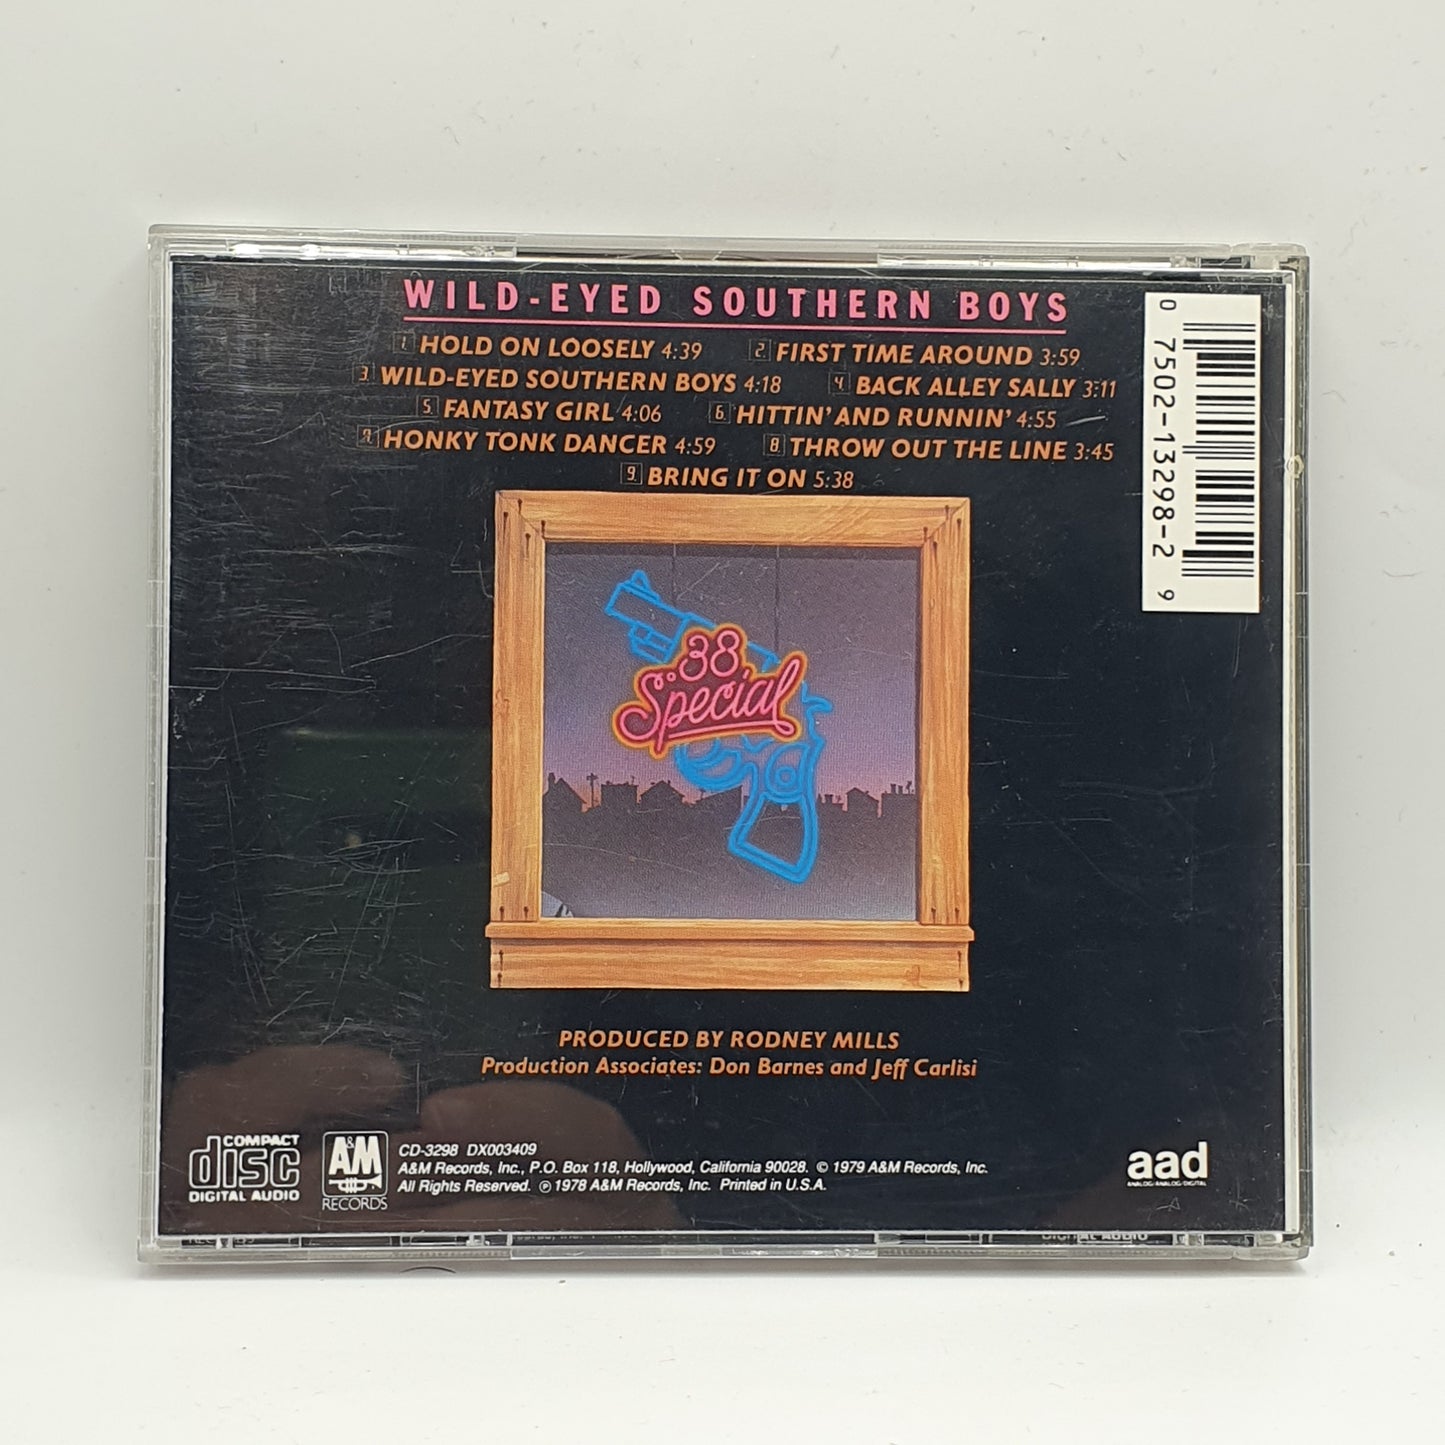 WILD-EYED SOUTHERN BOYS
1. HOLD ON LOOSELY 4:39 2. FIRST TIME AROUND 3:59
3. WILD-EYED SOUTHERN BOYS 4:18 4. BACK ALLEY SALLY 3:11
5. FANTASY GIRL 4:06 6. HITTIN' AND RUNNIN' 4:55
7. HONKY TONK DANCER 4:59 8. THROW OUT THE LINE 3:45
9. BRING IT ON 5:38
0 7502-13298-2 9
38
Special
PRODUCED BY RODNEY MILLS
Production Associates: Don Barnes and Jeff Carlisi
COMPACT
disc
DIGITAL AUDIO
A&M
RECORDS
CD-3298 DX003409
A&M Records, Inc., P.O. Box 118, Hollywood, California 90028. © 1979 A&M Records, Inc.
All Rights Reserved. ℗ 1978 A&M Records, Inc. Printed in U.S.A.
aad
ANALOG/ANALOG/DIGITAL
DIGITAL AUDIO